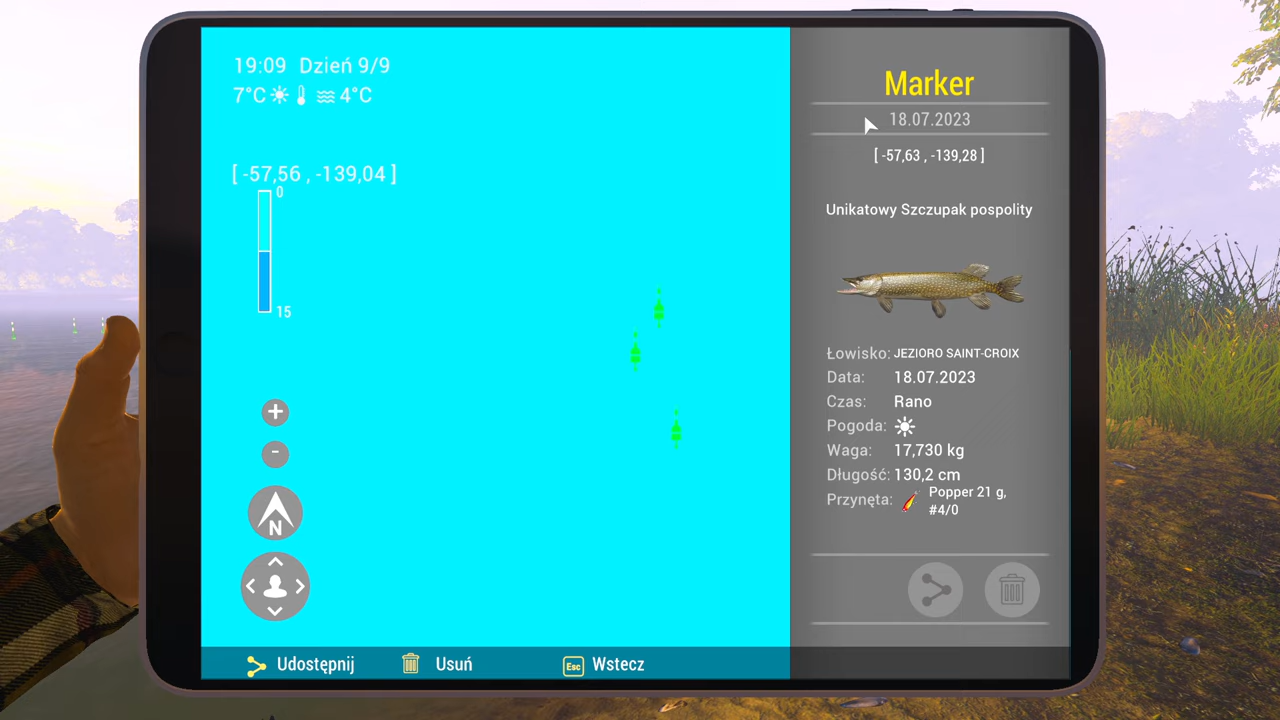 19:09 Dzień 9/9
7°C 4°C
[ -57,56 , -139,04 ]
0
15
+
-
N
Udostępnij
Usuń
Esc Wstecz
Marker
18.07.2023
[ -57,63 , -139,28 ]
Unikatowy Szczupak pospolity
Łowisko: JEZIORO SAINT-CROIX
Data: 18.07.2023
Czas: Rano
Pogoda:
Waga: 17,730 kg
Długość: 130,2 cm
Przynęta: Popper 21 g,
#4/0